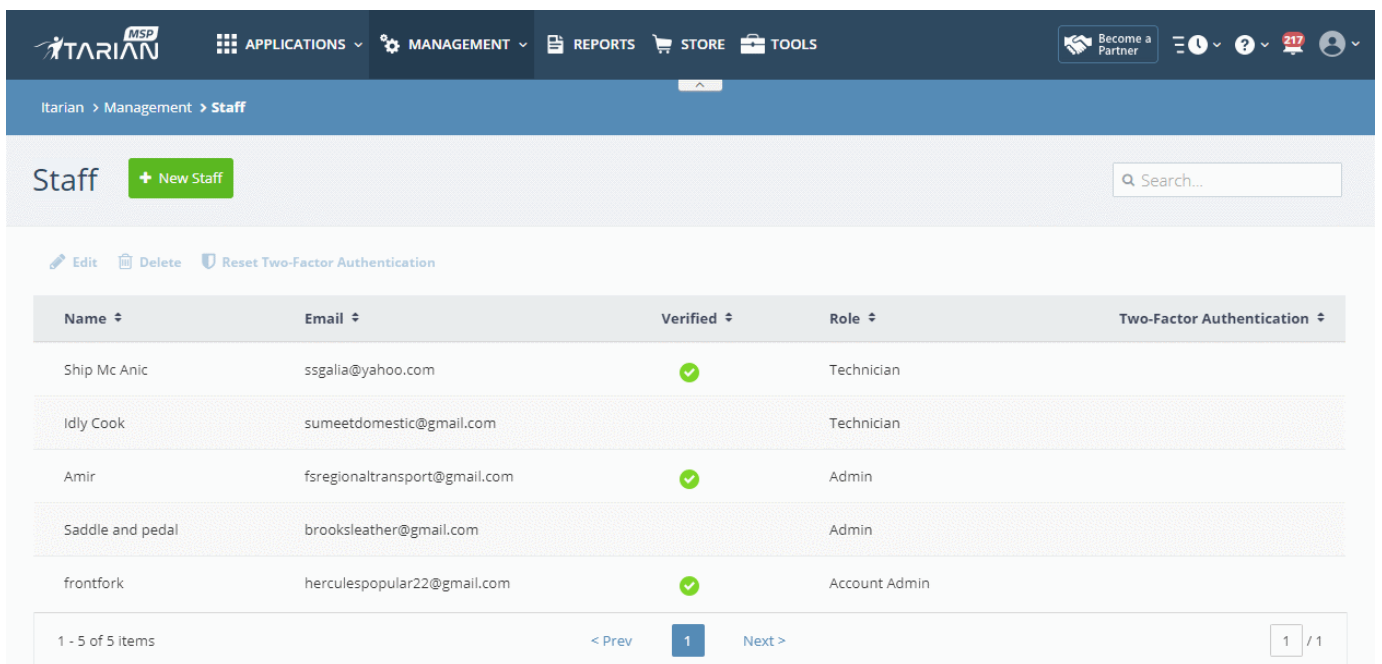 ITARIAN MSP APPLICATIONS MANAGEMENT REPORTS STORE TOOLS Become a Partner 217
Itarian > Management > Staff
Staff + New Staff Search...
Edit Delete Reset Two-Factor Authentication
Name Email Verified Role Two-Factor Authentication
Ship Mc Anic ssgalia@yahoo.com Technician
Idly Cook sumeetdomestic@gmail.com Technician
Amir fsregionaltransport@gmail.com Admin
Saddle and pedal brooksleather@gmail.com Admin
frontfork herculespopular22@gmail.com Account Admin
1 - 5 of 5 items < Prev 1 Next > 1 / 1